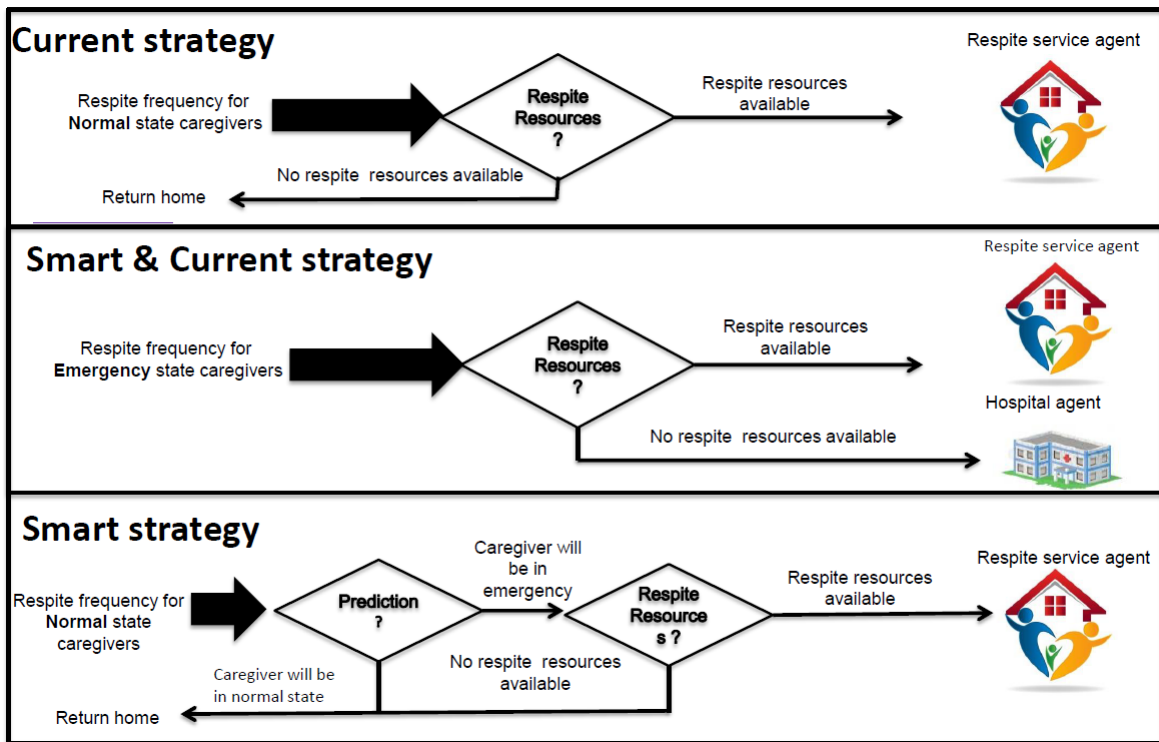 Current strategy
Respite service agent
Respite frequency for
Normal state caregivers
Respite
Resources
?
Respite resources
available
No respite resources available
Return home
Smart & Current strategy
Respite service agent
Respite frequency for
Emergency state caregivers
Respite
Resources
?
Respite resources
available
Hospital agent
No respite resources available
Smart strategy
Respite frequency for
Normal state
caregivers
Prediction
?
Caregiver will
be in
emergency
Respite
Resource
s ?
Respite resources
available
Respite service agent
No respite resources
available
Caregiver will be
in normal state
Return home